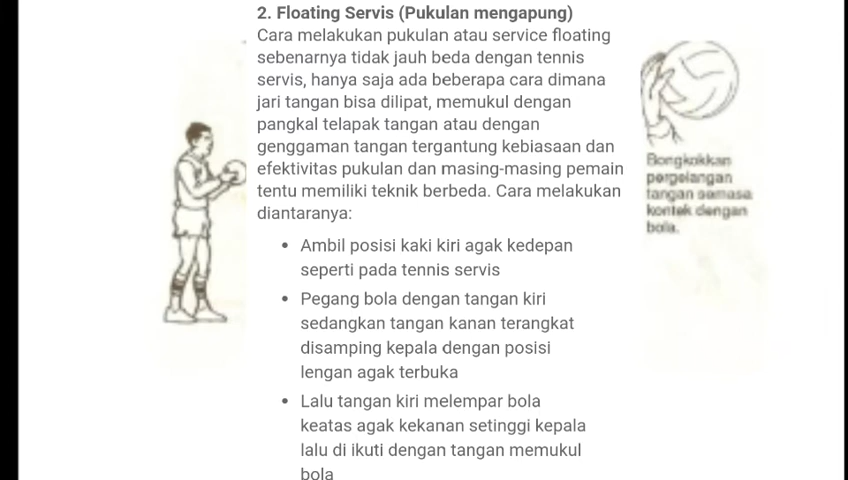 2. Floating Servis (Pukulan mengapung)
Cara melakukan pukulan atau service floating
sebenarnya tidak jauh beda dengan tennis
servis, hanya saja ada beberapa cara dimana
jari tangan bisa dilipat, memukul dengan
pangkal telapak tangan atau dengan
genggaman tangan tergantung kebiasaan dan
efektivitas pukulan dan masing-masing pemain
tentu memiliki teknik berbeda. Cara melakukan
diantaranya:
• Ambil posisi kaki kiri agak kedepan
seperti pada tennis servis
• Pegang bola dengan tangan kiri
sedangkan tangan kanan terangkat
disamping kepala dengan posisi
lengan agak terbuka
• Lalu tangan kiri melempar bola
keatas agak kekanan setinggi kepala
lalu di ikuti dengan tangan memukul
bola
Bongkokkan
pergelangan
tangan semasa
kontek dengan
bola.